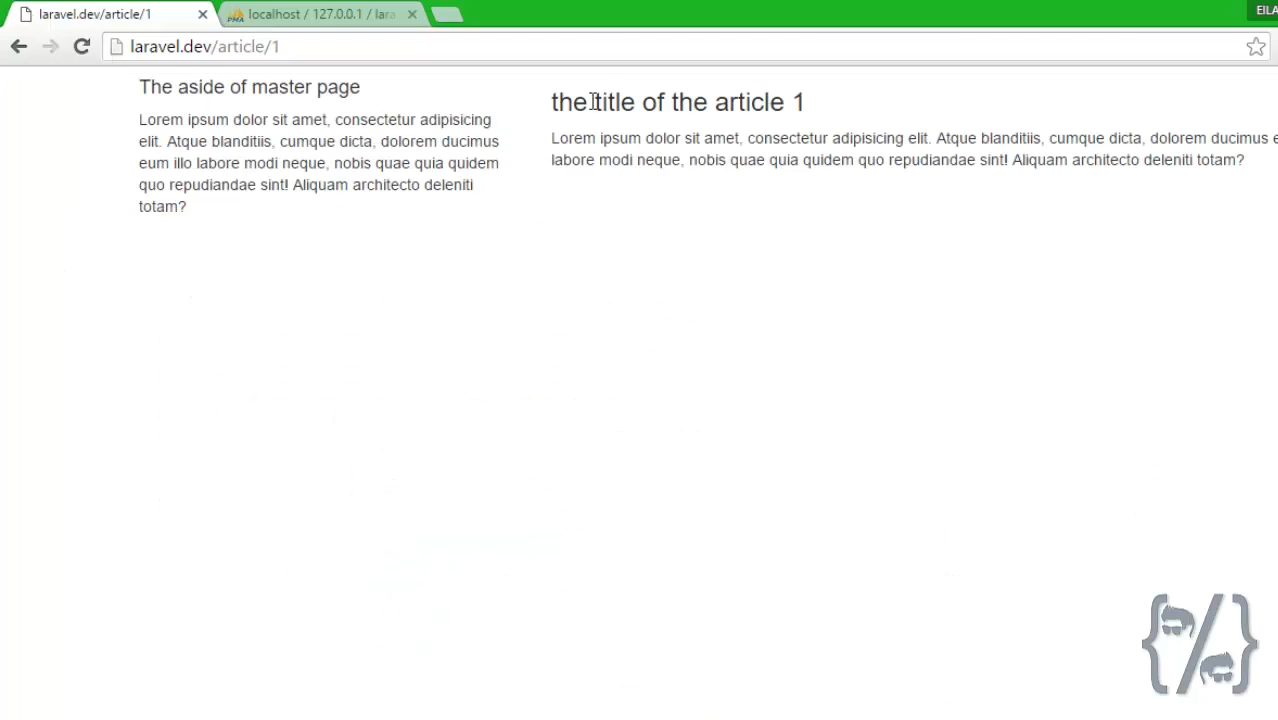 laravel.dev/article/1
localhost / 127.0.0.1 / lara
EILA
laravel.dev/article/1
The aside of master page
Lorem ipsum dolor sit amet, consectetur adipisicing
elit. Atque blanditiis, cumque dicta, dolorem ducimus
eum illo labore modi neque, nobis quae quia quidem
quo repudiandae sint! Aliquam architecto deleniti
totam?
the title of the article 1
Lorem ipsum dolor sit amet, consectetur adipisicing elit. Atque blanditiis, cumque dicta, dolorem ducimus e
labore modi neque, nobis quae quia quidem quo repudiandae sint! Aliquam architecto deleniti totam?
{/}